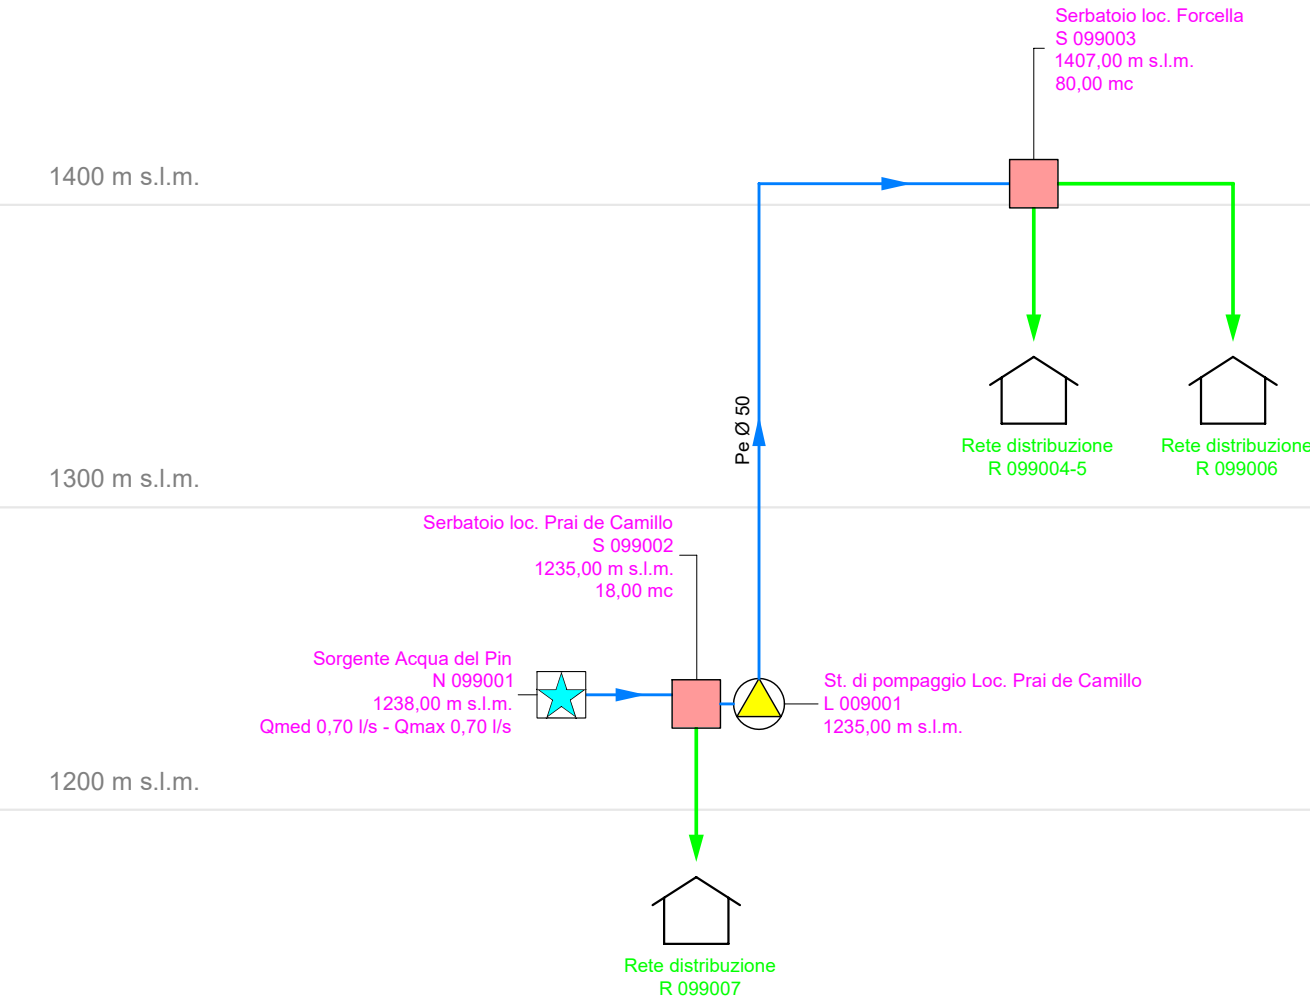 Serbatoio loc. Forcella
S 099003
1407,00 m s.l.m.
80,00 mc
1400 m s.l.m.
Pe Ø 50
Rete distribuzione
R 099004-5
Rete distribuzione
R 099006
1300 m s.l.m.
Serbatoio loc. Prai de Camillo
S 099002
1235,00 m s.l.m.
18,00 mc
Sorgente Acqua del Pin
N 099001
1238,00 m s.l.m.
Qmed 0,70 l/s - Qmax 0,70 l/s
St. di pompaggio Loc. Prai de Camillo
L 009001
1235,00 m s.l.m.
1200 m s.l.m.
Rete distribuzione
R 099007